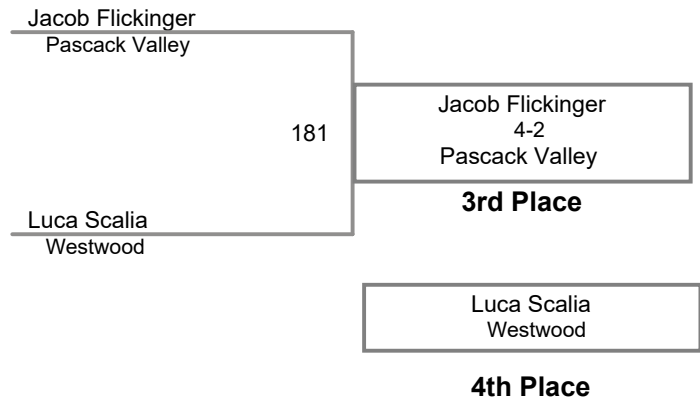 Jacob Flickinger
Pascack Valley
181
Jacob Flickinger
4-2
Pascack Valley
3rd Place
Luca Scalia
Westwood
Luca Scalia
Westwood
4th Place